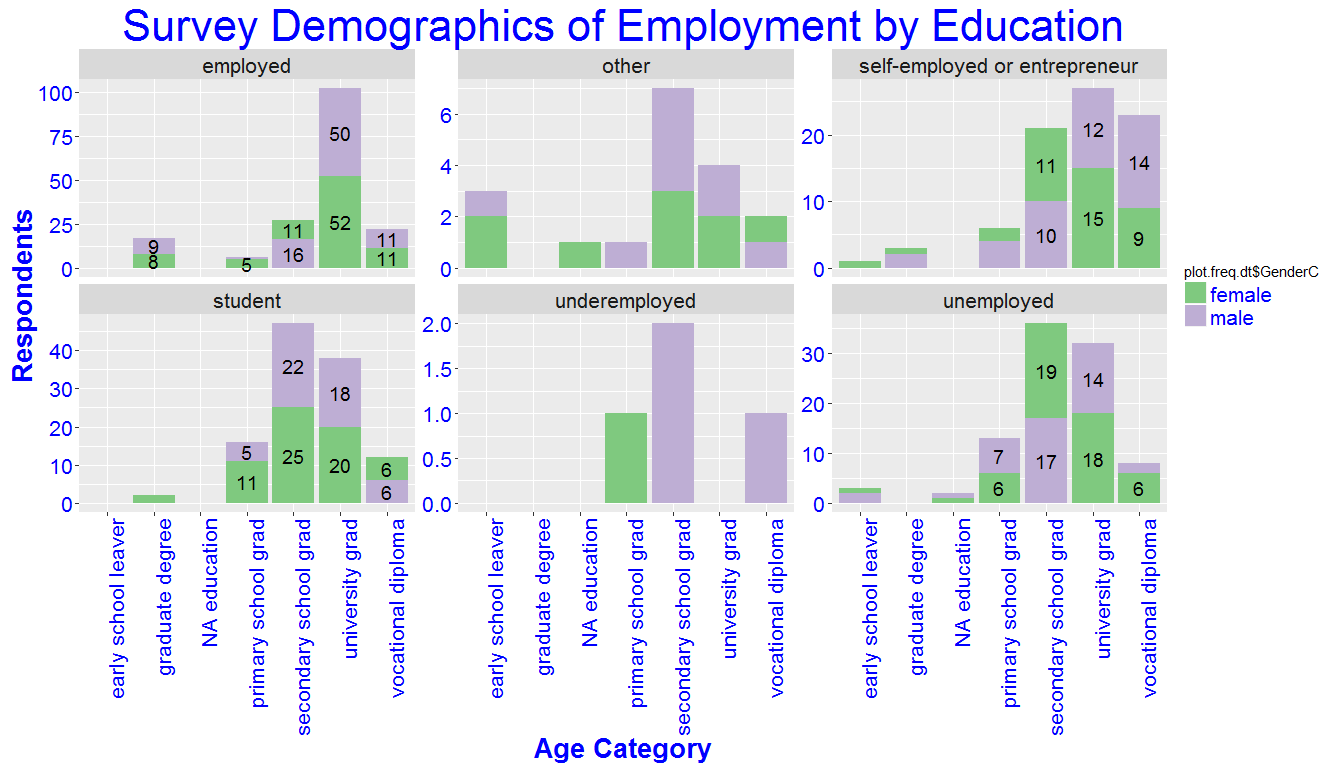 Survey Demographics of Employment by Education
employed
other
self-employed or entrepreneur
100
75
50
25
0
50
52
9
8
5
11
16
11
11
6
4
2
0
20
10
0
11
10
12
15
14
9
Respondents
student
underemployed
unemployed
40
30
20
10
0
5
11
22
25
18
20
6
6
2.0
1.5
1.0
0.5
0.0
30
20
10
0
7
6
19
17
14
18
6
early school leaver
graduate degree
NA education
primary school grad
secondary school grad
university grad
vocational diploma
early school leaver
graduate degree
NA education
primary school grad
secondary school grad
university grad
vocational diploma
early school leaver
graduate degree
NA education
primary school grad
secondary school grad
university grad
vocational diploma
Age Category
plot.freq.dt$GenderC
female
male